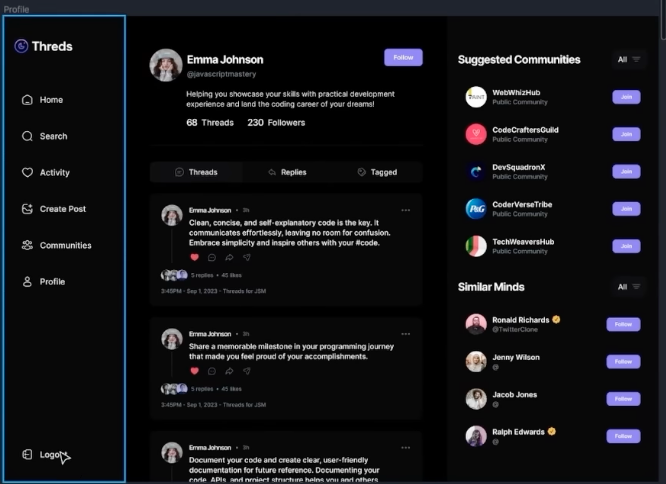 Profile
Threds
Home
Search
Activity
Create Post
Communities
Profile
Logout
Emma Johnson
@javascriptmastery
Follow
Helping you showcase your skills with practical development
experience and land the coding career of your dreams!
68 Threads 230 Followers
Threads Replies Tagged
Emma Johnson • 3h
Clean, concise, and self-explanatory code is the key. It
communicates effortlessly, leaving no room for confusion.
Embrace simplicity and inspire others with your #code.
5 replies • 45 likes
3:45PM - Sep 1, 2023 - Threads for JSM
Emma Johnson • 3h
Share a memorable milestone in your programming journey
that made you feel proud of your accomplishments.
5 replies • 45 likes
3:45PM - Sep 1, 2023 - Threads for JSM
Emma Johnson • 3h
Document your code and create clear, user-friendly
documentation for future reference. Documenting your
code, APIs, and project structure helps you and others
Suggested Communities All
WebWhizHub
Public Community
Join
CodeCraftersGuild
Public Community
Join
DevSquadronX
Public Community
Join
P&G
CoderVerseTribe
Public Community
Join
TechWeaversHub
Public Community
Join
Similar Minds All
Ronald Richards
@TwitterClone
Follow
Jenny Wilson
@
Follow
Jacob Jones
@
Follow
Ralph Edwards
@
Follow